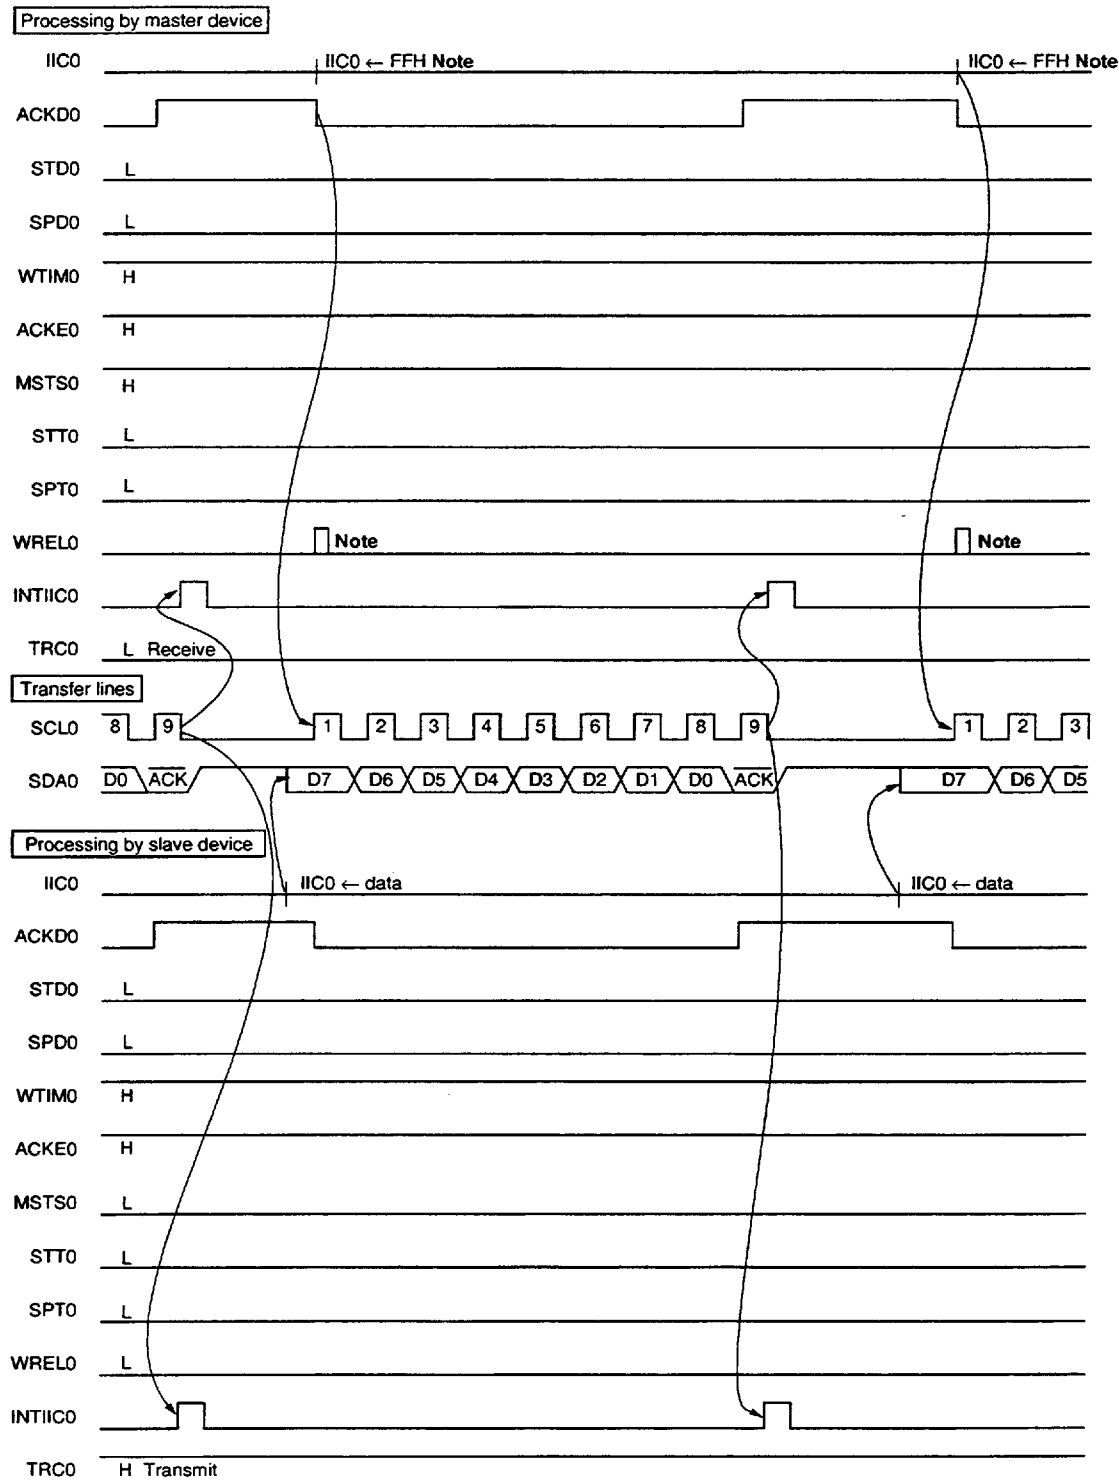 Processing by master device
IIC0
IIC0 ← FFH Note
IIC0 ← FFH Note
ACKD0
STD0 L
SPD0 L
WTIM0 H
ACKE0 H
MSTS0 H
STT0 L
SPT0 L
WREL0
Note
Note
INTIIC0
TRC0 L Receive
Transfer lines
SCL0 8 9 1 2 3 4 5 6 7 8 9 1 2 3
SDA0 D0 ACK D7 D6 D5 D4 D3 D2 D1 D0 ACK D7 D6 D5
Processing by slave device
IIC0
IIC0 ← data
IIC0 ← data
ACKD0
STD0 L
SPD0 L
WTIM0 H
ACKE0 H
MSTS0 L
STT0 L
SPT0 L
WREL0 L
INTIIC0
TRC0 H Transmit